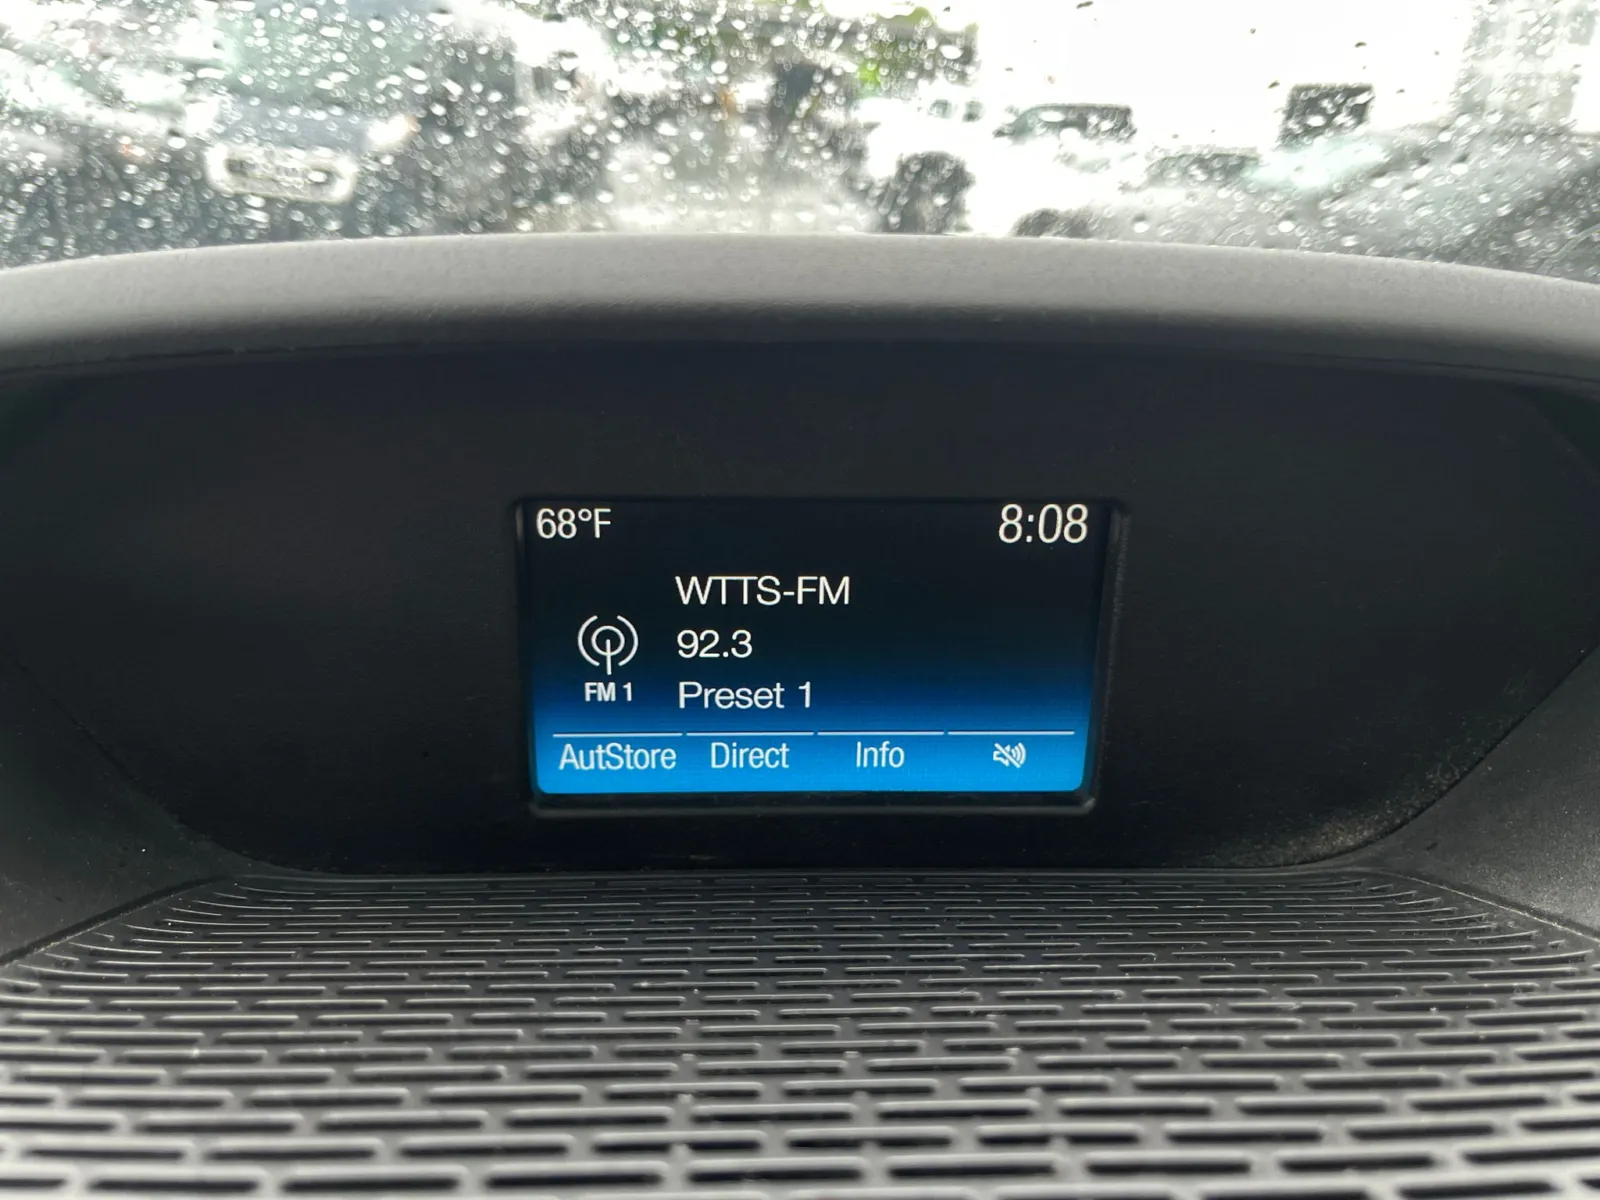 68°F 8:08
WTTS-FM
92.3
FM 1 Preset 1
AutStore Direct Info